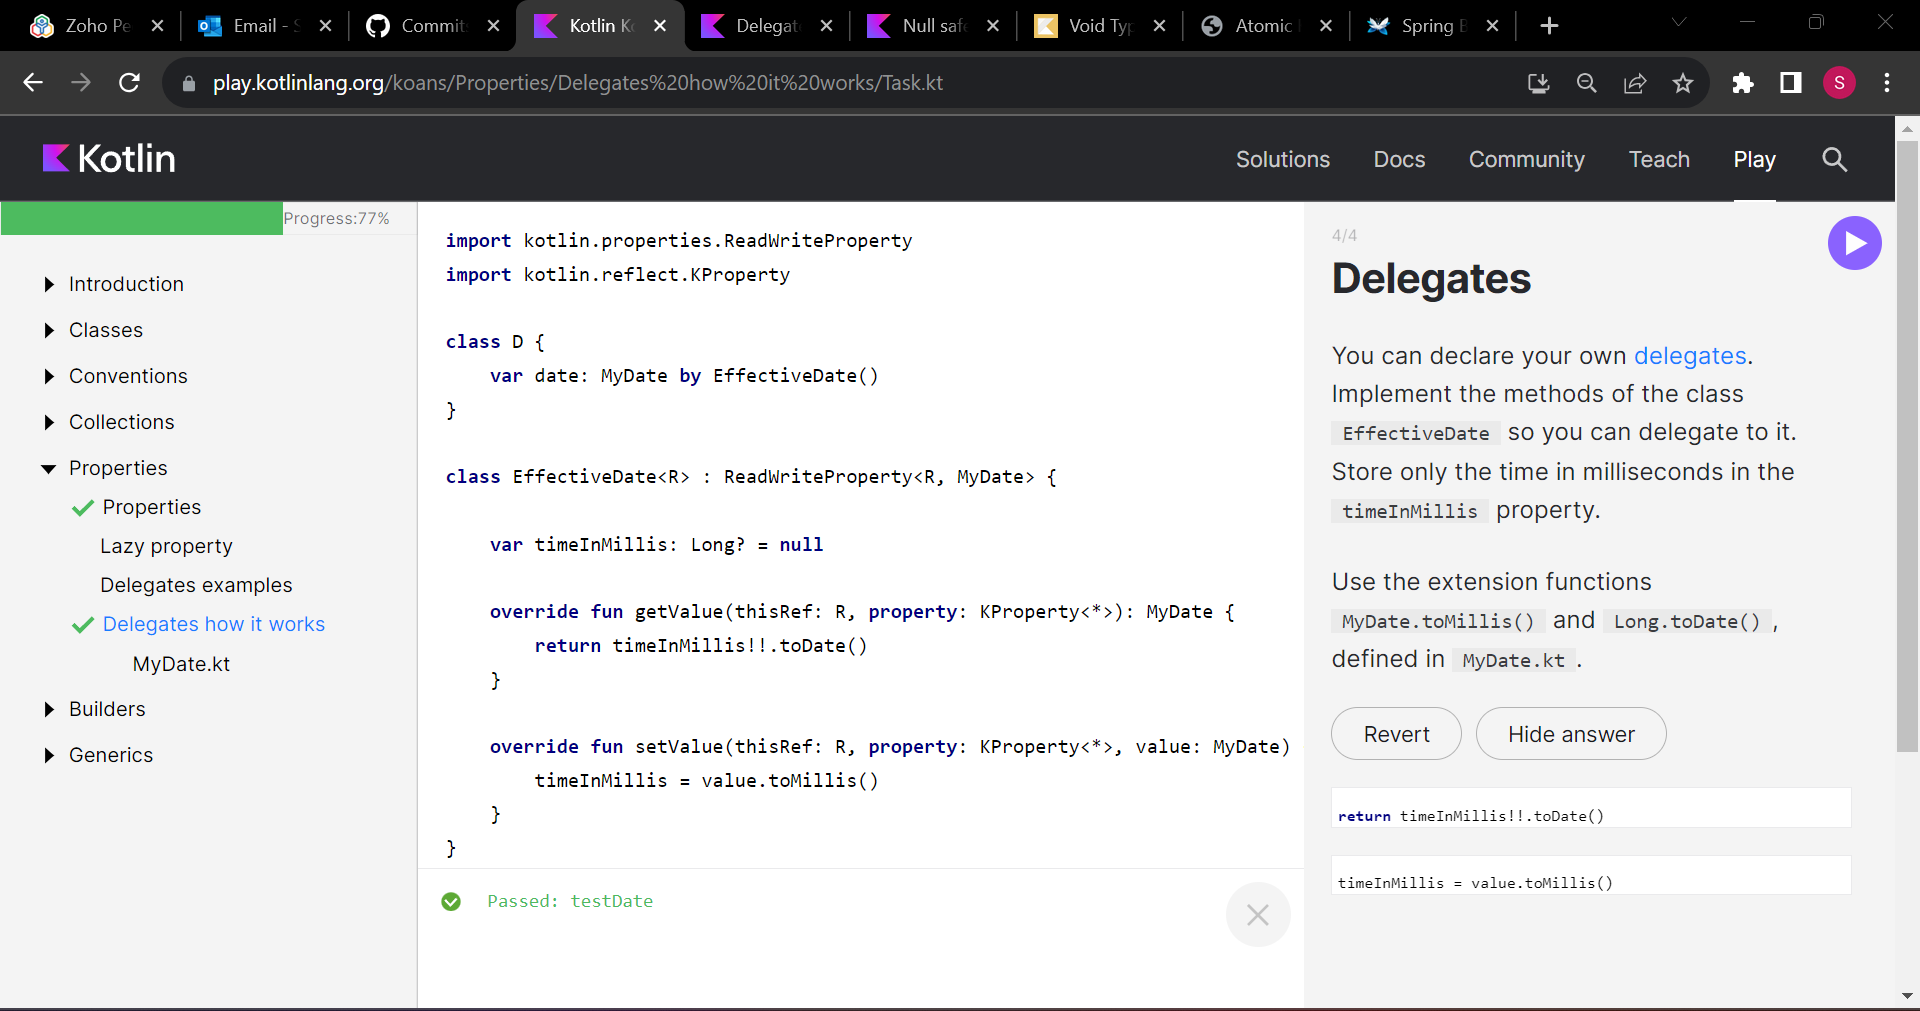 Zoho Pe
Email - S
Commit
Kotlin Ko
Delegat
Null safe
Void Typ
Atomic
Spring B
play.kotlinlang.org/koans/Properties/Delegates%20how%20it%20works/Task.kt
S
Kotlin
Solutions
Docs
Community
Teach
Play
Progress:77%
Introduction
Classes
Conventions
Collections
Properties
Properties
Lazy property
Delegates examples
Delegates how it works
MyDate.kt
Builders
Generics
import kotlin.properties.ReadWriteProperty
import kotlin.reflect.KProperty
class D {
var date: MyDate by EffectiveDate()
}
class EffectiveDate<R> : ReadWriteProperty<R, MyDate> {
var timeInMillis: Long? = null
override fun getValue(thisRef: R, property: KProperty<*>): MyDate {
return timeInMillis!!.toDate()
}
override fun setValue(thisRef: R, property: KProperty<*>, value: MyDate)
timeInMillis = value.toMillis()
}
}
Passed: testDate
4/4
Delegates
You can declare your own delegates.
Implement the methods of the class
EffectiveDate so you can delegate to it.
Store only the time in milliseconds in the
timeInMillis property.
Use the extension functions
MyDate.toMillis() and Long.toDate() ,
defined in MyDate.kt .
Revert
Hide answer
return timeInMillis!!.toDate()
timeInMillis = value.toMillis()